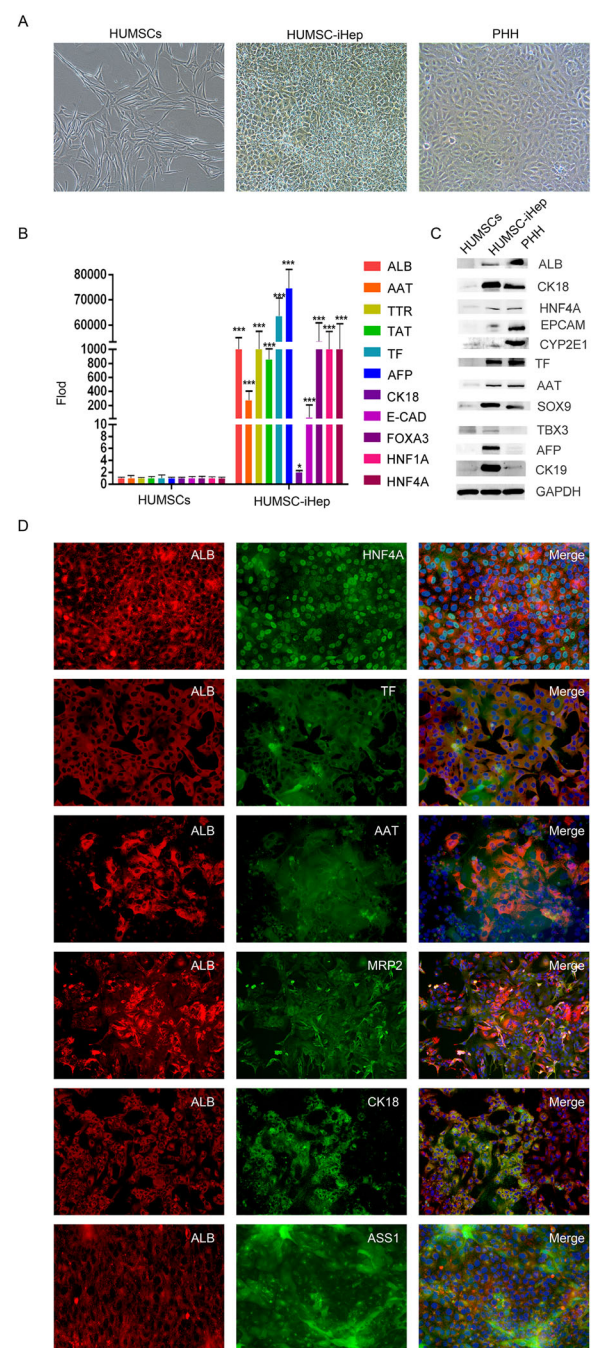 A
HUMSCs HUMSC-iHep PHH
B
Flod
80000
70000
60000
1000
800
600
400
200
12
10
8
6
4
2
0
*** *** *** *** *** *** * *** *** *** ***
HUMSCs HUMSC-iHep
ALB
AAT
TTR
TAT
TF
AFP
CK18
E-CAD
FOXA3
HNF1A
HNF4A
C
HUMSCs HUMSC-iHep PHH
ALB
CK18
HNF4A
EPCAM
CYP2E1
TF
AAT
SOX9
TBX3
AFP
CK19
GAPDH
D
ALB HNF4A Merge
ALB TF Merge
ALB AAT Merge
ALB MRP2 Merge
ALB CK18 Merge
ALB ASS1 Merge